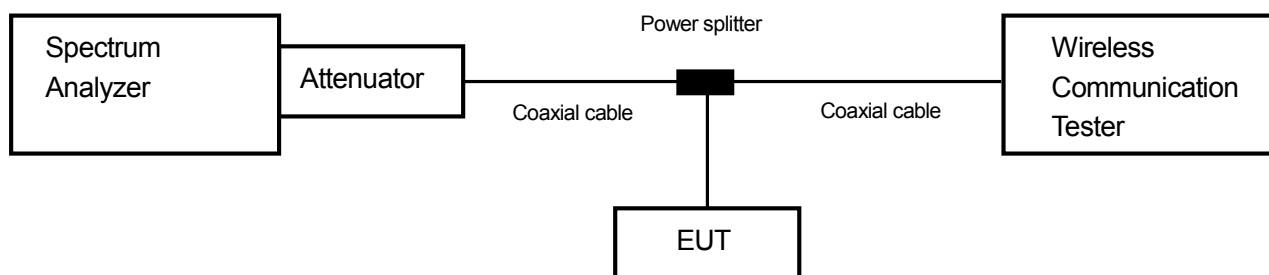 Spectrum
Analyzer
Attenuator
Power splitter
Coaxial cable
Coaxial cable
Wireless
Communication
Tester
EUT